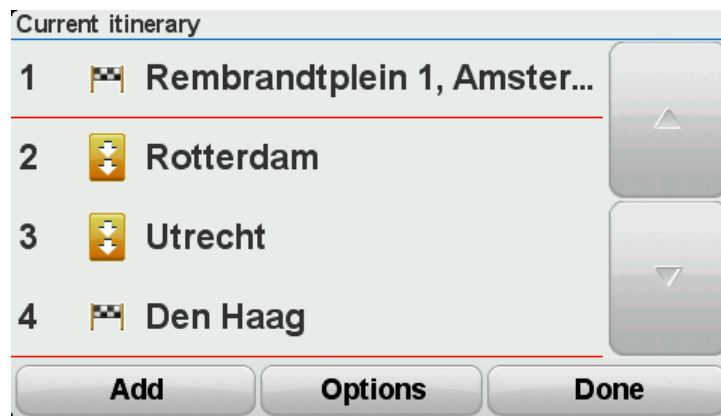 Current itinerary
1 Rembrandtplein 1, Amster...
2 Rotterdam
3 Utrecht
4 Den Haag
Add Options Done